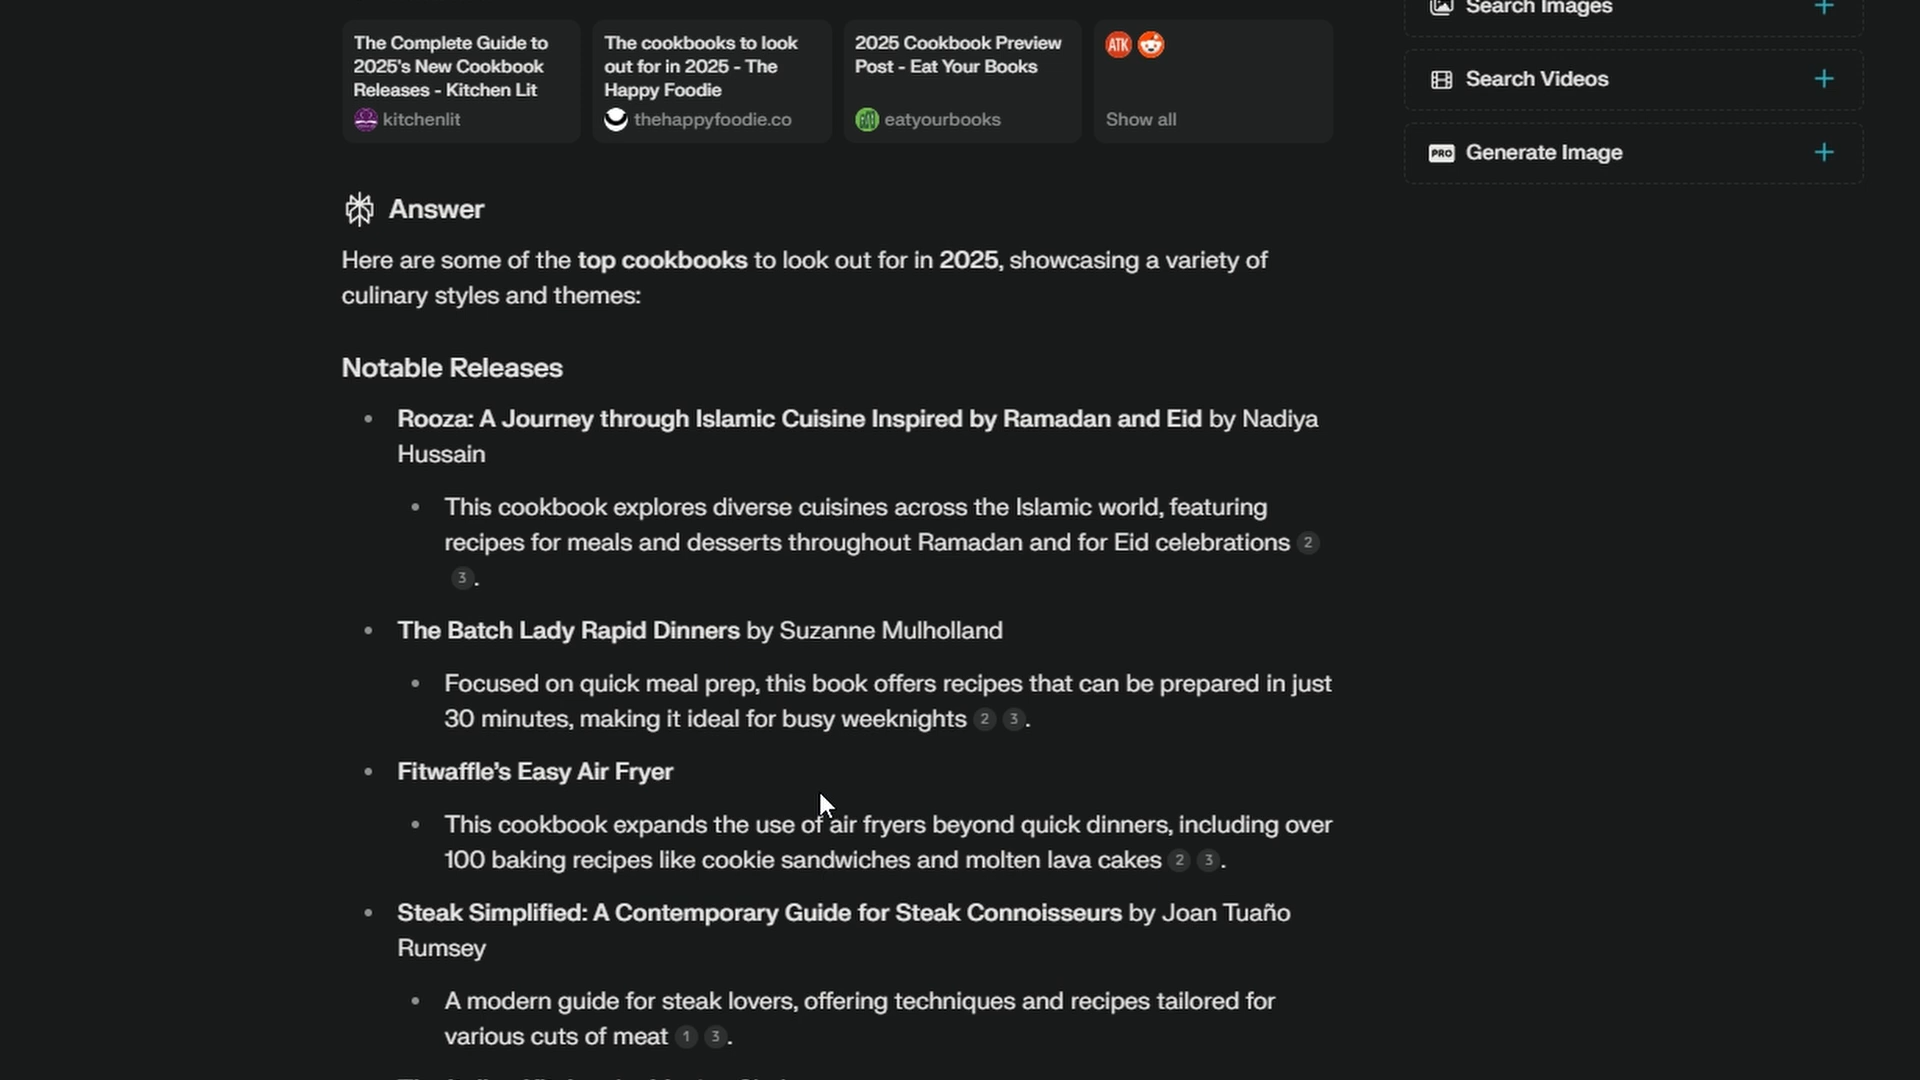 The Complete Guide to
2025's New Cookbook
Releases - Kitchen Lit
kitchenlit
The cookbooks to look
out for in 2025 - The
Happy Foodie
thehappyfoodie.co
2025 Cookbook Preview
Post - Eat Your Books
eatyourbooks
ATK
Show all
Search Images
Search Videos
PRO Generate Image
Answer
Here are some of the top cookbooks to look out for in 2025, showcasing a variety of
culinary styles and themes:
Notable Releases
• Rooza: A Journey through Islamic Cuisine Inspired by Ramadan and Eid by Nadiya
Hussain
• This cookbook explores diverse cuisines across the Islamic world, featuring
recipes for meals and desserts throughout Ramadan and for Eid celebrations 2
3.
• The Batch Lady Rapid Dinners by Suzanne Mulholland
• Focused on quick meal prep, this book offers recipes that can be prepared in just
30 minutes, making it ideal for busy weeknights 2 3.
• Fitwaffle's Easy Air Fryer
• This cookbook expands the use of air fryers beyond quick dinners, including over
100 baking recipes like cookie sandwiches and molten lava cakes 2 3.
• Steak Simplified: A Contemporary Guide for Steak Connoisseurs by Joan Tuaño
Rumsey
• A modern guide for steak lovers, offering techniques and recipes tailored for
various cuts of meat 1 3.